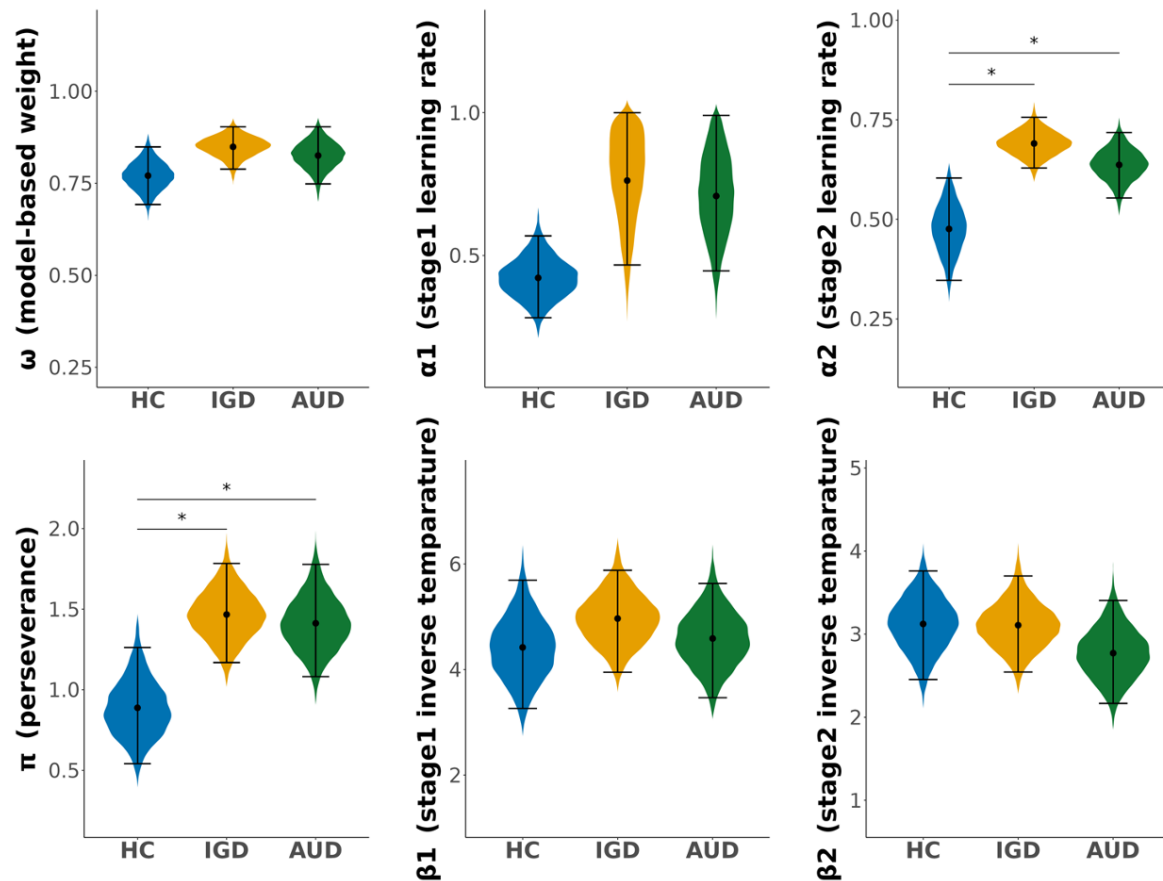 ω (model-based weight)
1.00
0.75
0.50
0.25
HC IGD AUD
α1 (stage1 learning rate)
1.0
0.5
HC IGD AUD
α2 (stage2 learning rate)
1.00
0.75
0.50
0.25
*
*
HC IGD AUD
π (perseverance)
2.0
1.5
1.0
0.5
*
*
HC IGD AUD
β1 (stage1 inverse temparature)
6
4
2
HC IGD AUD
β2 (stage2 inverse temparature)
5
4
3
2
1
HC IGD AUD